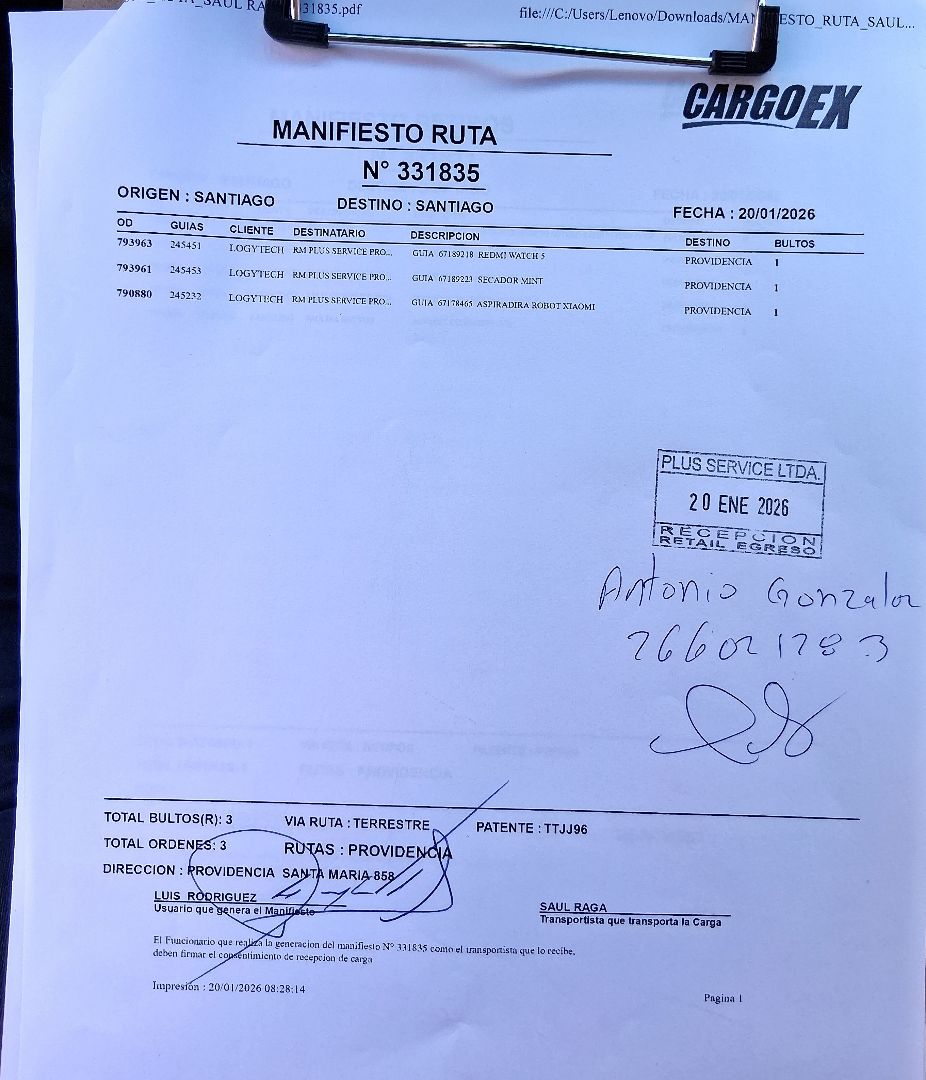 31835.pdf
file:///C:/Users/Lenovo/Downloads/MANIFIESTO_RUTA_SAUL...
CARGOEX
MANIFIESTO RUTA
N° 331835
ORIGEN : SANTIAGO DESTINO : SANTIAGO FECHA : 20/01/2026
OD GUIAS CLIENTE DESTINATARIO DESCRIPCION DESTINO BULTOS
793963 245451 LOGYTECH RM PLUS SERVICE PRO... GUIA 67189218 REDMI WATCH 5 PROVIDENCIA 1
793961 245453 LOGYTECH RM PLUS SERVICE PRO... GUIA 67189223 SECADOR MINT PROVIDENCIA 1
790880 245232 LOGYTECH RM PLUS SERVICE PRO... GUIA 67178465 ASPIRADIRA ROBOT XIAOMI PROVIDENCIA 1
PLUS SERVICE LTDA.
20 ENE 2026
RECEPCION
RETAIL EGRESO
Antonio Gonzalez
TOTAL BULTOS(R): 3 VIA RUTA : TERRESTRE PATENTE : TTJJ96
TOTAL ORDENES: 3 RUTAS : PROVIDENCIA
DIRECCION : PROVIDENCIA SANTA MARIA 858
LUIS RODRIGUEZ
Usuario que genera el Manifiesto
SAUL RAGA
Transportista que transporta la Carga
El Funcionario que realiza la generacion del manifiesto N° 331835 como el transportista que lo recibe,
deben firmar el consentimiento de recepcion de carga
Impresión : 20/01/2026 08:28:14
Pagina 1